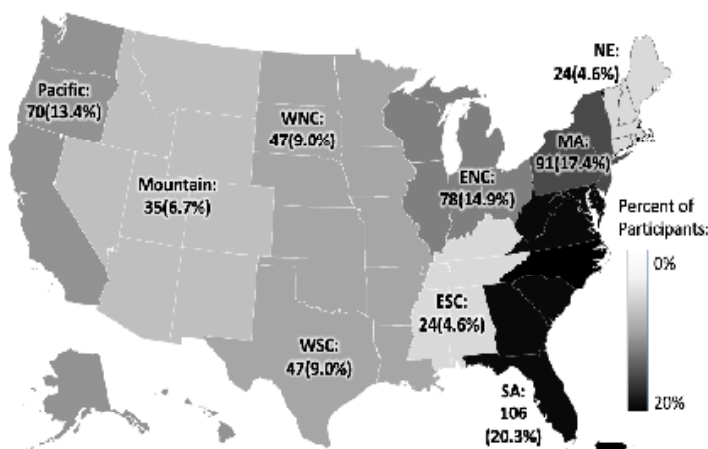 NE:
24(4.6%)
Pacific:
70(13.4%)
WNC:
47(9.0%)
MA:
91(17.4%)
ENC:
78(14.9%)
Mountain:
35(6.7%)
Percent of
Participants:
0%
ESC:
24(4.6%)
WSC:
47(9.0%)
SA:
106
(20.3%)
20%